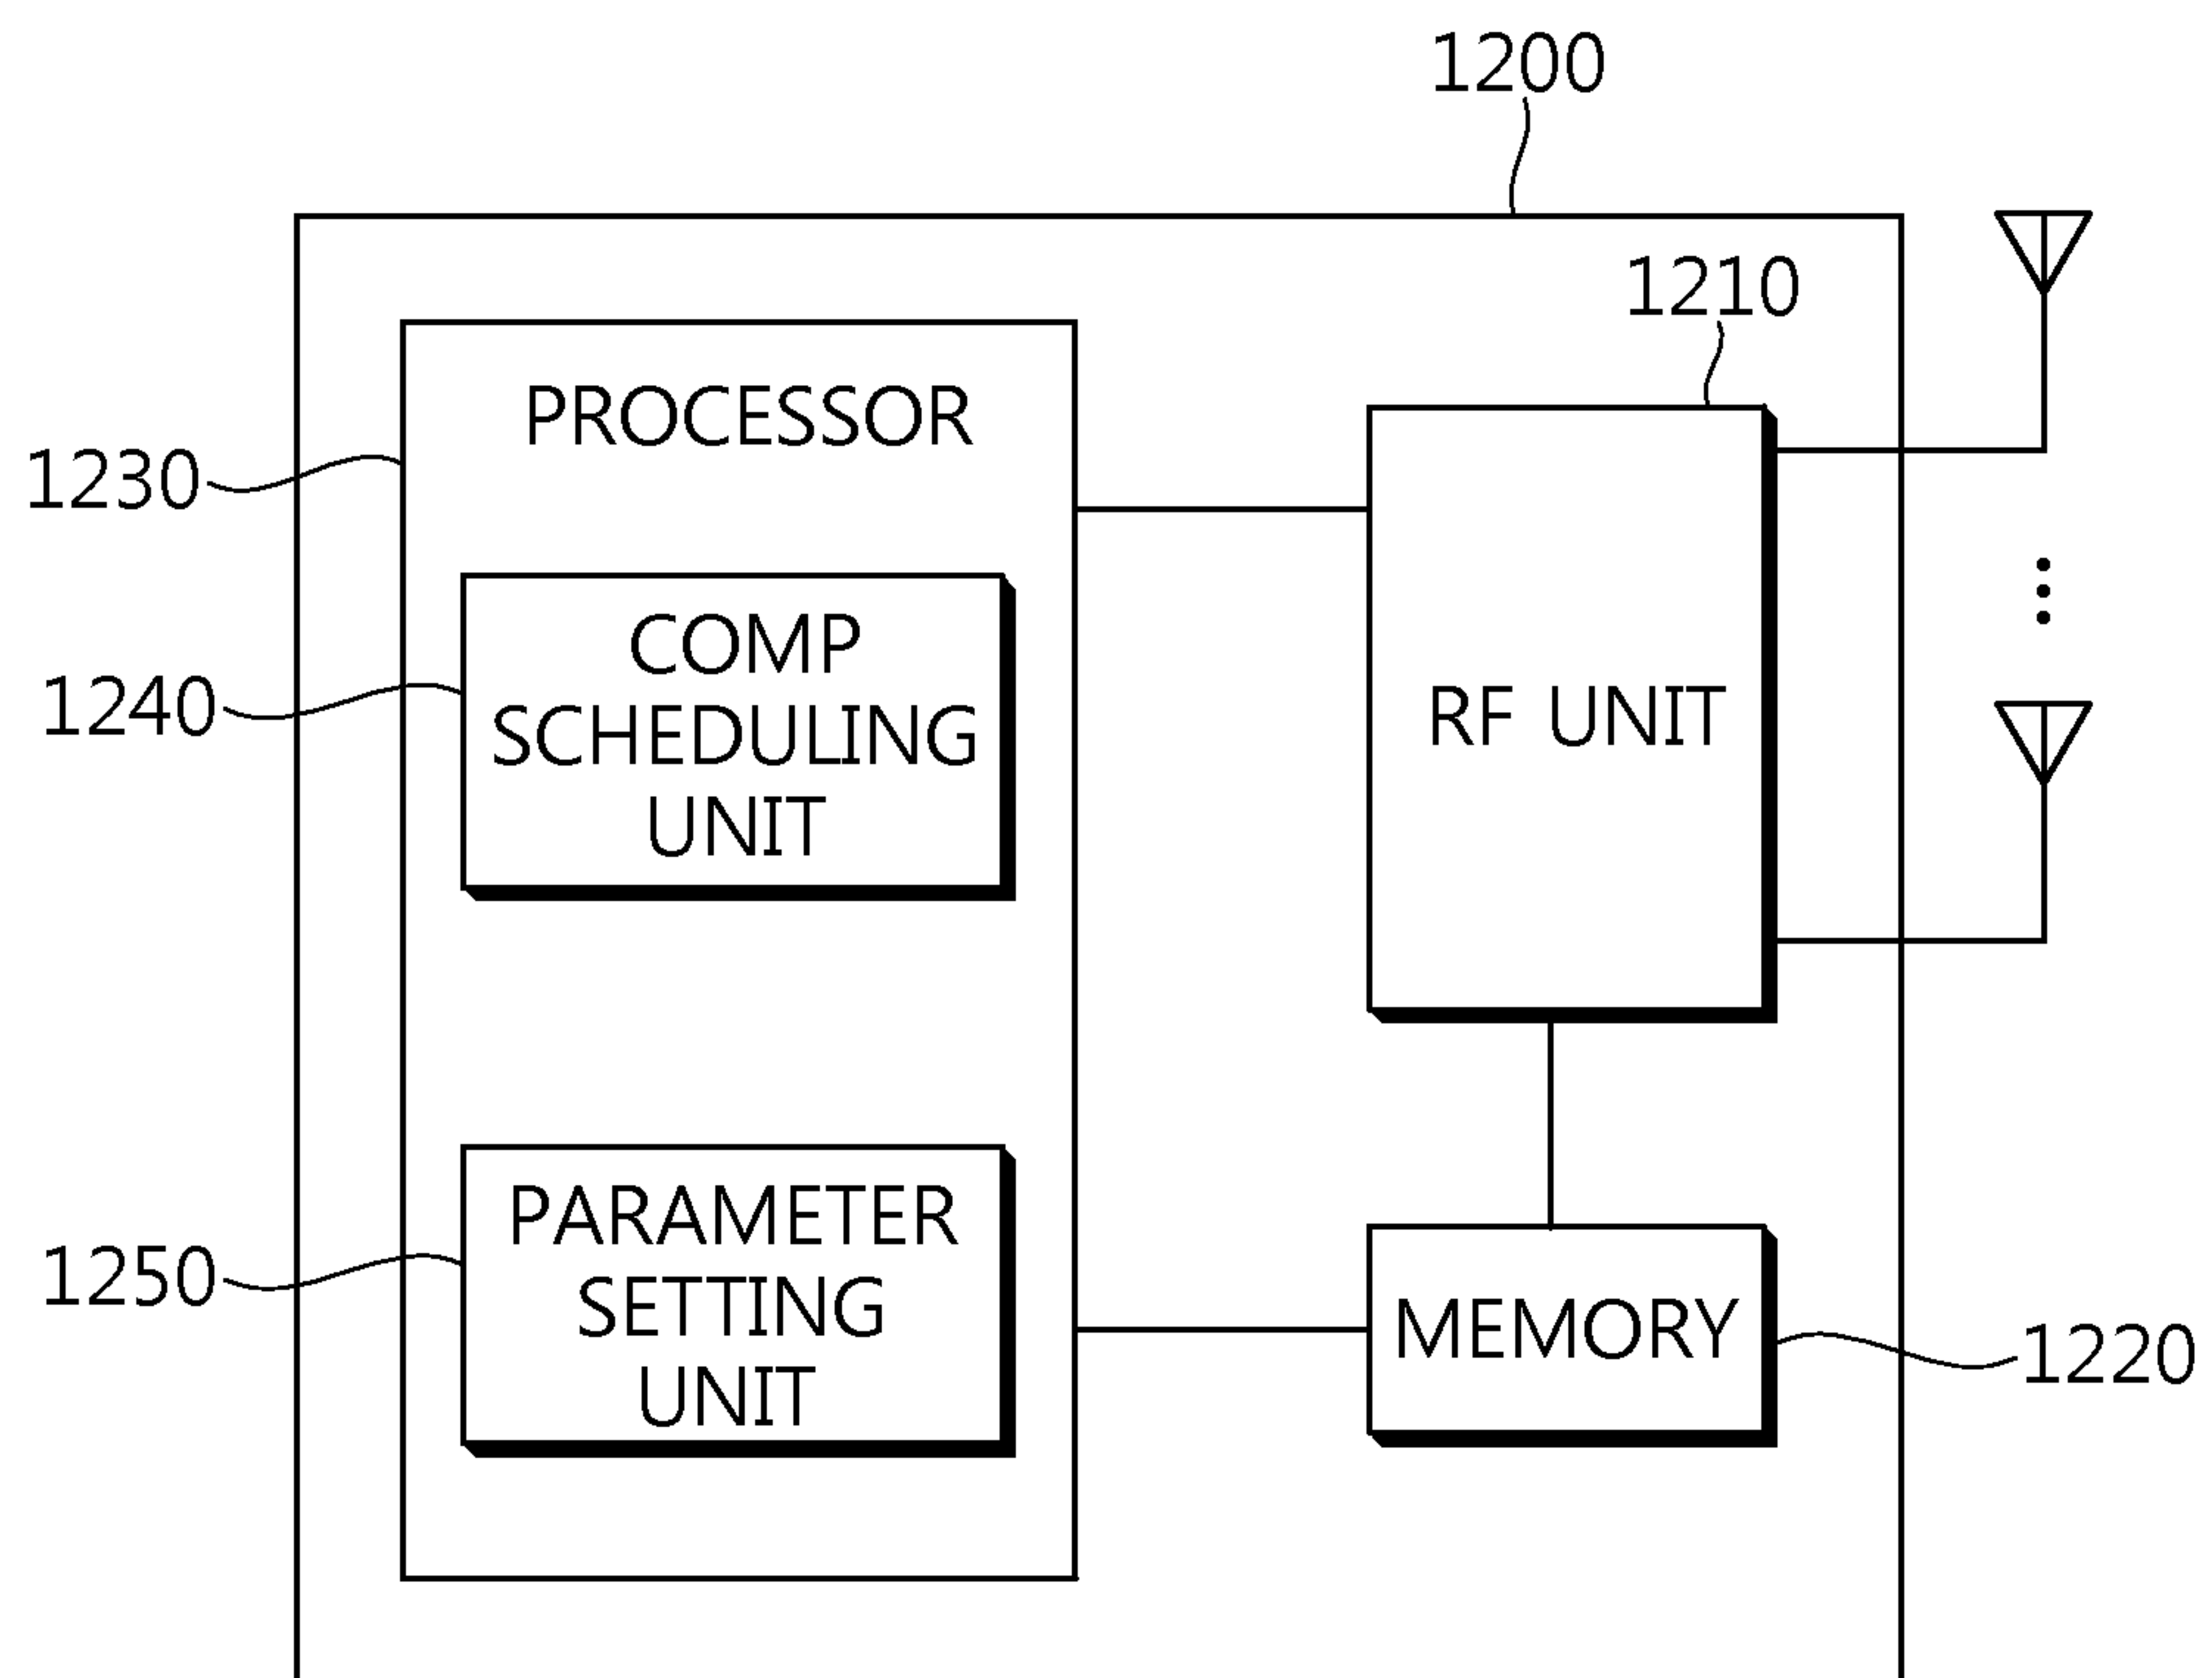 1200
1210
PROCESSOR
1230
COMP
SCHEDULING
UNIT
1240
RF UNIT
PARAMETER
SETTING
UNIT
1250
MEMORY
1220